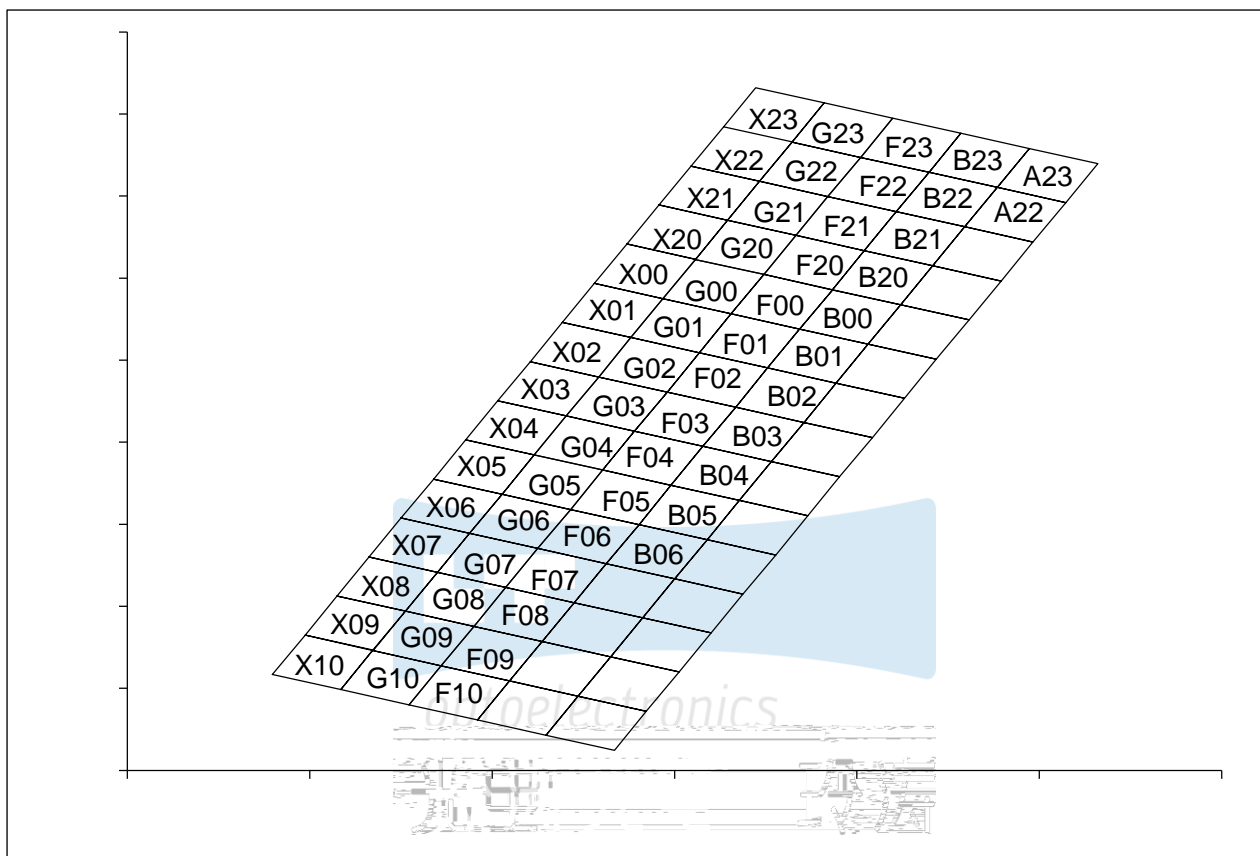 X23 G23 F23 B23 A23
X22 G22 F22 B22 A22
X21 G21 F21 B21
X20 G20 F20 B20
X00 G00 F00 B00
X01 G01 F01 B01
X02 G02 F02 B02
X03 G03 F03 B03
X04 G04 F04 B04
X05 G05 F05 B05
X06 G06 F06 B06
X07 G07 F07
X08 G08 F08
X09 G09 F09
X10 G10 F10
optoelectronics